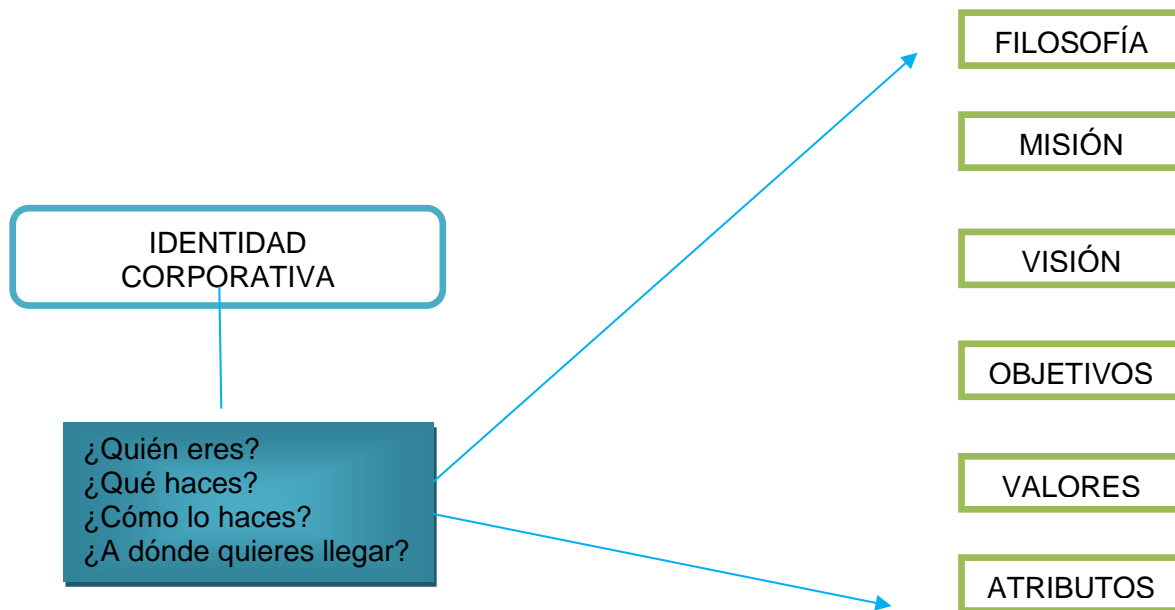 IDENTIDAD
CORPORATIVA
¿Quién eres?
¿Qué haces?
¿Cómo lo haces?
¿A dónde quieres llegar?
FILOSOFÍA
MISIÓN
VISIÓN
OBJETIVOS
VALORES
ATRIBUTOS